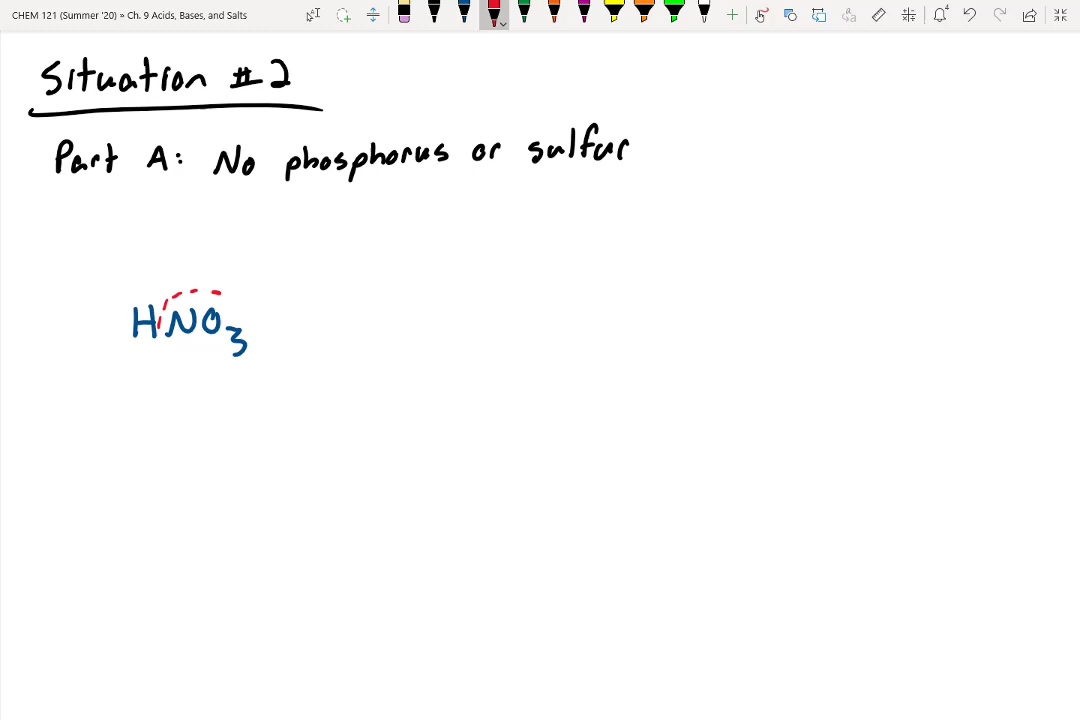 CHEM 121 (Summer '20) » Ch. 9 Acids, Bases, and Salts
Situation #2
Part A: No phosphorus or sulfur
HNO₃